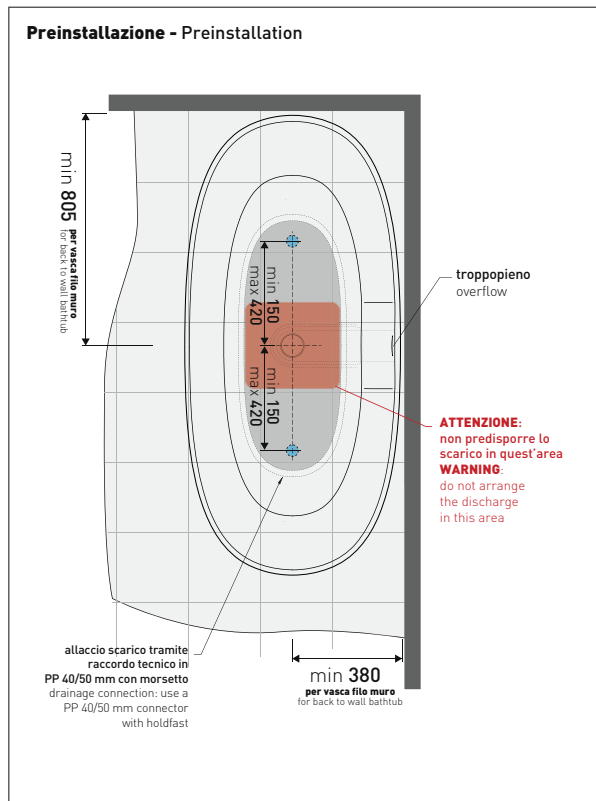 Preinstallazione - Preinstallation
min 805
per vasca filo muro
for back to wall bathtub
min 150
max 420
min 150
max 420
troppopieno
overflow
ATTENZIONE:
non predisporre lo
scarico in quest'area
WARNING:
do not arrange
the discharge
in this area
allaccio scarico tramite
raccordo tecnico in
PP 40/50 mm con morsetto
drainage connection: use a
PP 40/50 mm connector
with holdfast
min 380
per vasca filo muro
for back to wall bathtub